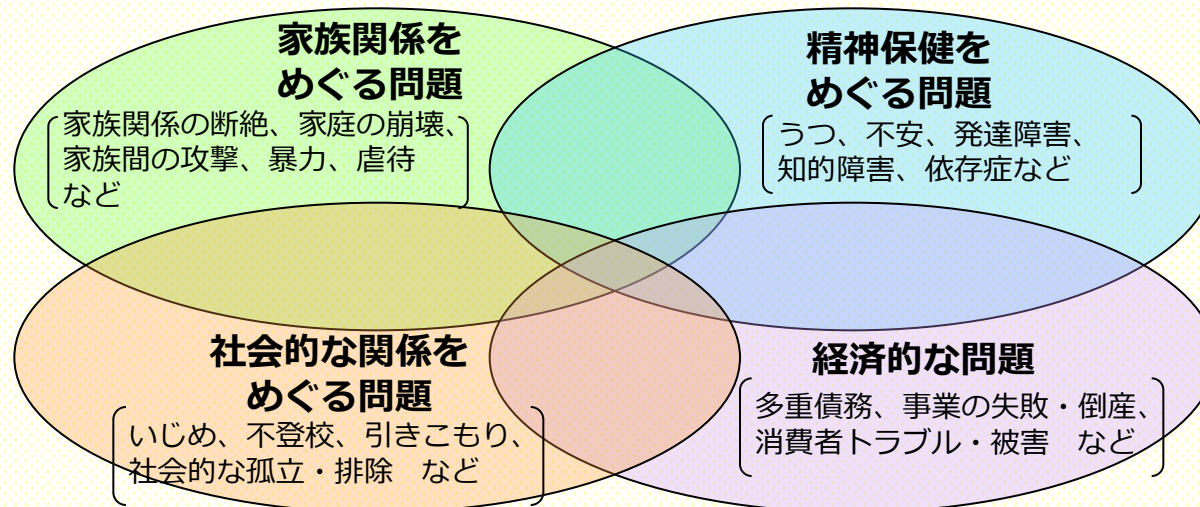 家族関係を
めぐる問題
家族関係の断絶、家庭の崩壊、
家族間の攻撃、暴力、虐待
など
精神保健を
めぐる問題
うつ、不安、発達障害、
知的障害、依存症など
社会的な関係を
めぐる問題
いじめ、不登校、引きこもり、
社会的な孤立・排除　など
経済的な問題
多重債務、事業の失敗・倒産、
消費者トラブル・被害　など